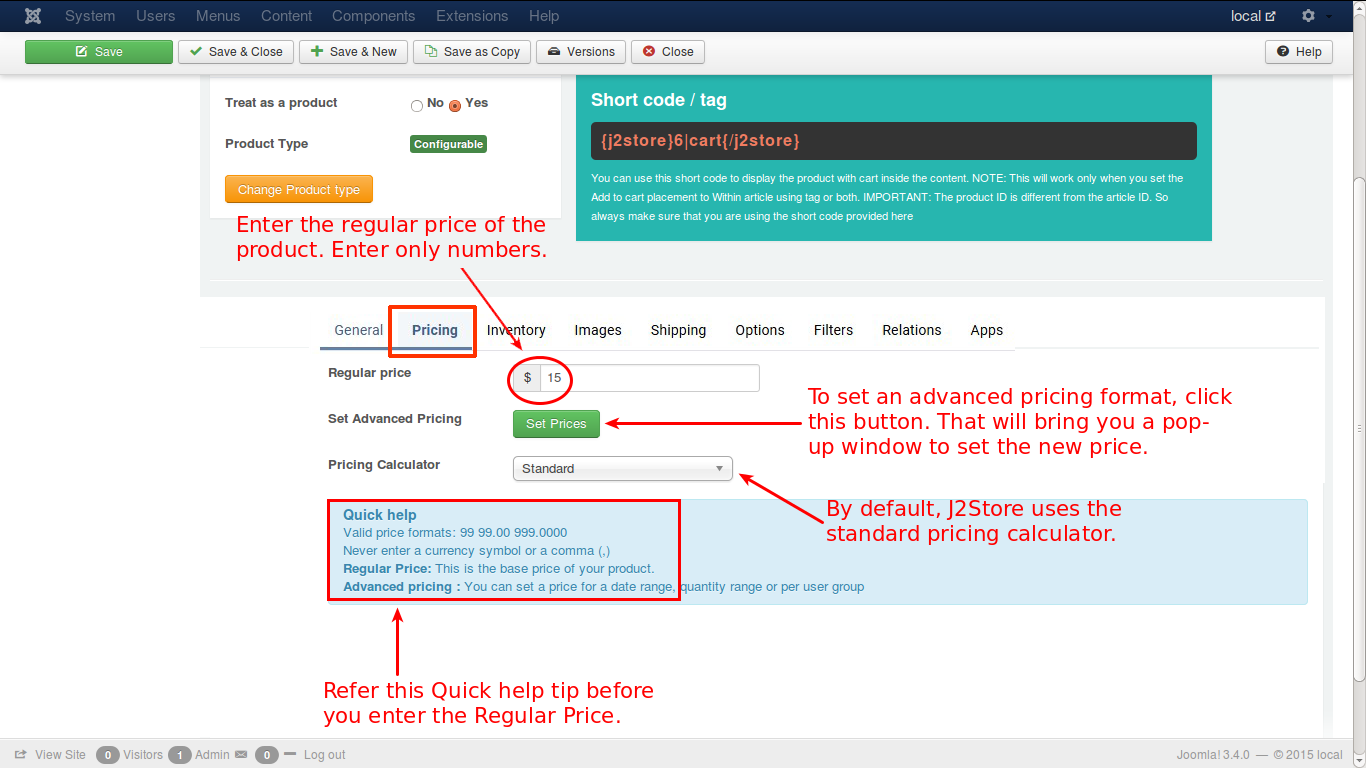 System Users Menus Content Components Extensions Help local
Save Save & Close Save & New Save as Copy Versions Close Help
Treat as a product No Yes
Product Type Configurable
Change Product type
Short code / tag
{j2store}6|cart{/j2store}
You can use this short code to display the product with cart inside the content. NOTE: This will work only when you set the
Add to cart placement to Within article using tag or both. IMPORTANT: The product ID is different from the article ID. So
always make sure that you are using the short code provided here
Enter the regular price of the
product. Enter only numbers.
General Pricing Inventory Images Shipping Options Filters Relations Apps
Regular price $ 15
Set Advanced Pricing Set Prices
To set an advanced pricing format, click
this button. That will bring you a pop-
up window to set the new price.
Pricing Calculator Standard
By default, J2Store uses the
standard pricing calculator.
Quick help
Valid price formats: 99 99.00 999.0000
Never enter a currency symbol or a comma (,)
Regular Price: This is the base price of your product.
Advanced pricing : You can set a price for a date range, quantity range or per user group
Refer this Quick help tip before
you enter the Regular Price.
View Site 0 Visitors 1 Admin 0 Log out Joomla! 3.4.0 — © 2015 local